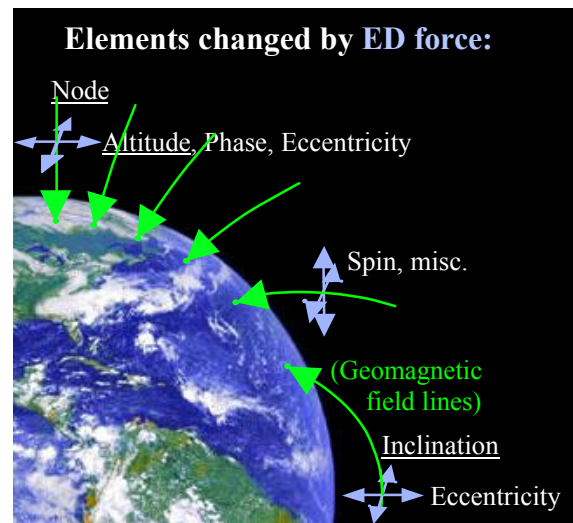 Elements changed by ED force:
Node
Altitude, Phase, Eccentricity
Spin, misc.
(Geomagnetic
field lines)
Inclination
Eccentricity